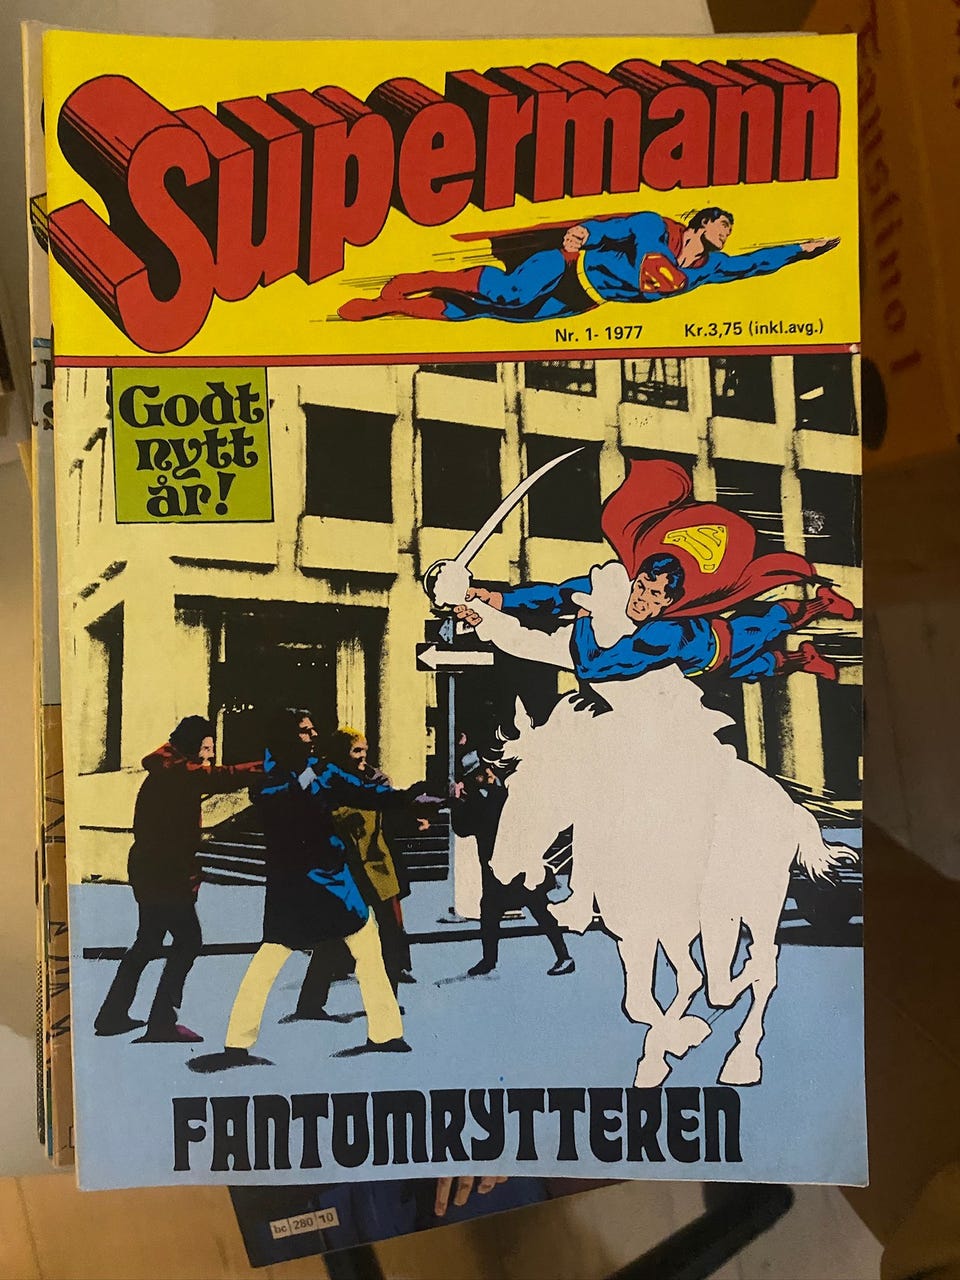 Supermann
Nr. 1- 1977 Kr.3,75 (inkl.avg.)
Godt
nytt
år!
FANTOMRYTTEREN
bc 280 10